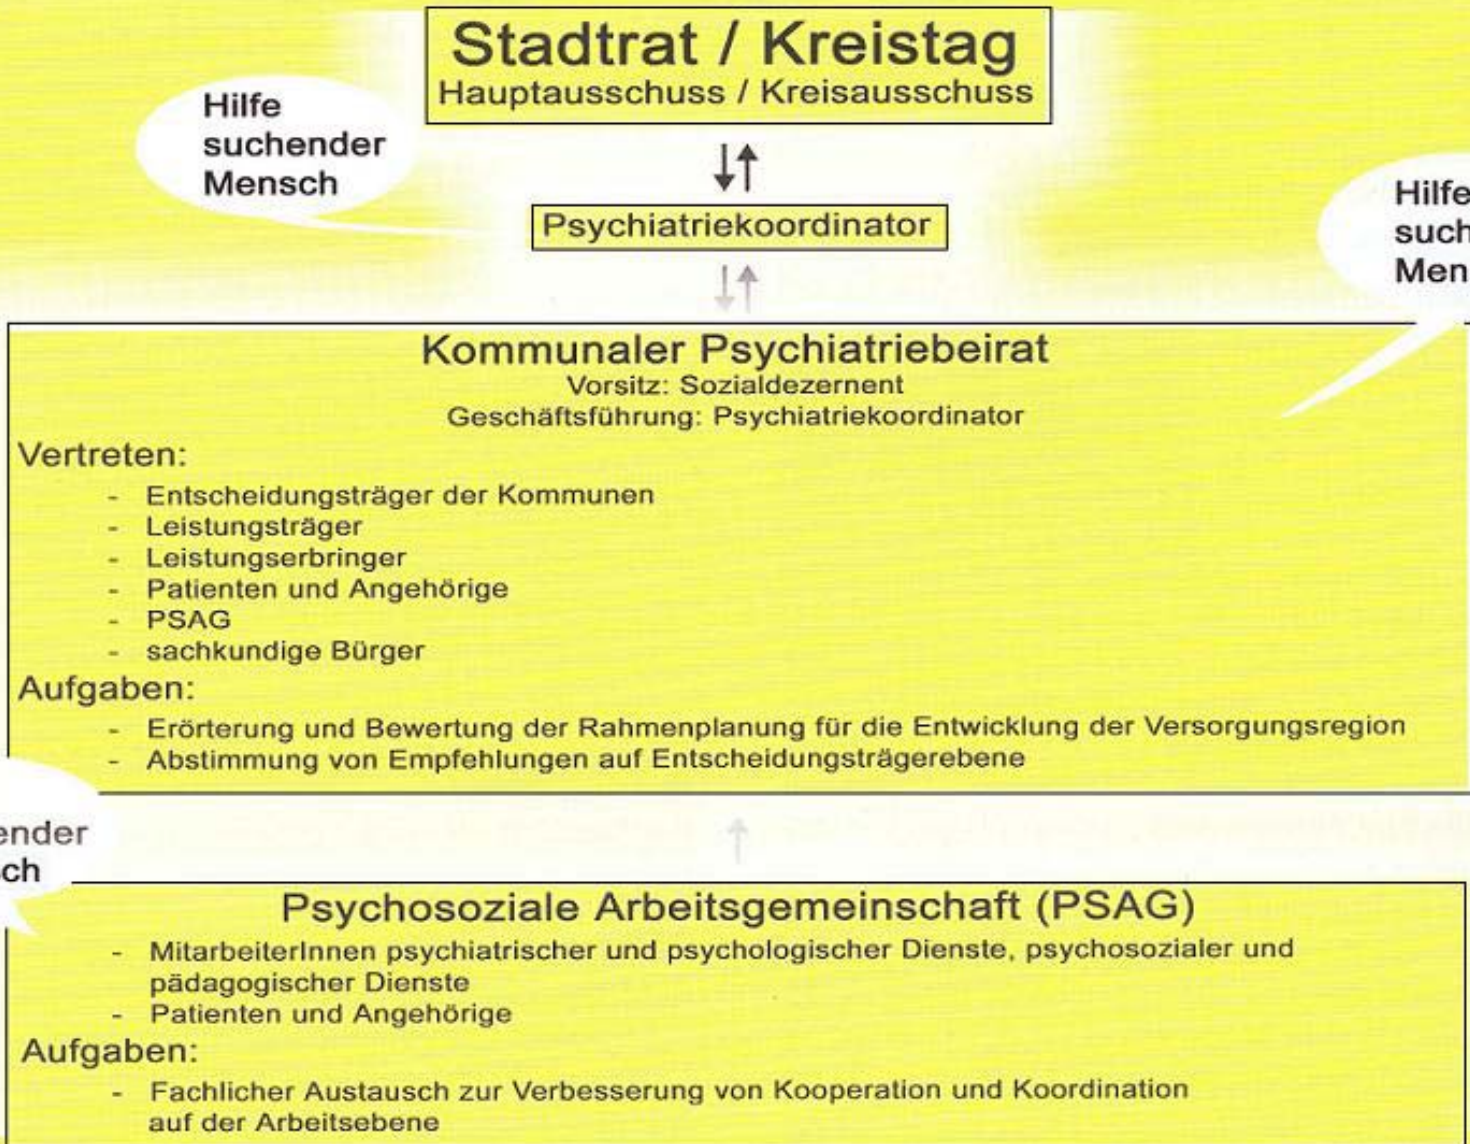 Stadtrat / Kreistag
Hauptausschuss / Kreisausschuss
Hilfe
suchender
Mensch
Psychiatriekoordinator
Hilfe
such
Men
Kommunaler Psychiatriebeirat
Vorsitz: Sozialdezernent
Geschäftsführung: Psychiatriekoordinator
Vertreten:
- Entscheidungsträger der Kommunen
- Leistungsträger
- Leistungserbringer
- Patienten und Angehörige
- PSAG
- sachkundige Bürger
Aufgaben:
- Erörterung und Bewertung der Rahmenplanung für die Entwicklung der Versorgungsregion
- Abstimmung von Empfehlungen auf Entscheidungsträgerebene
ender
ch
Psychosoziale Arbeitsgemeinschaft (PSAG)
- MitarbeiterInnen psychiatrischer und psychologischer Dienste, psychosozialer und
pädagogischer Dienste
- Patienten und Angehörige
Aufgaben:
- Fachlicher Austausch zur Verbesserung von Kooperation und Koordination
auf der Arbeitsebene